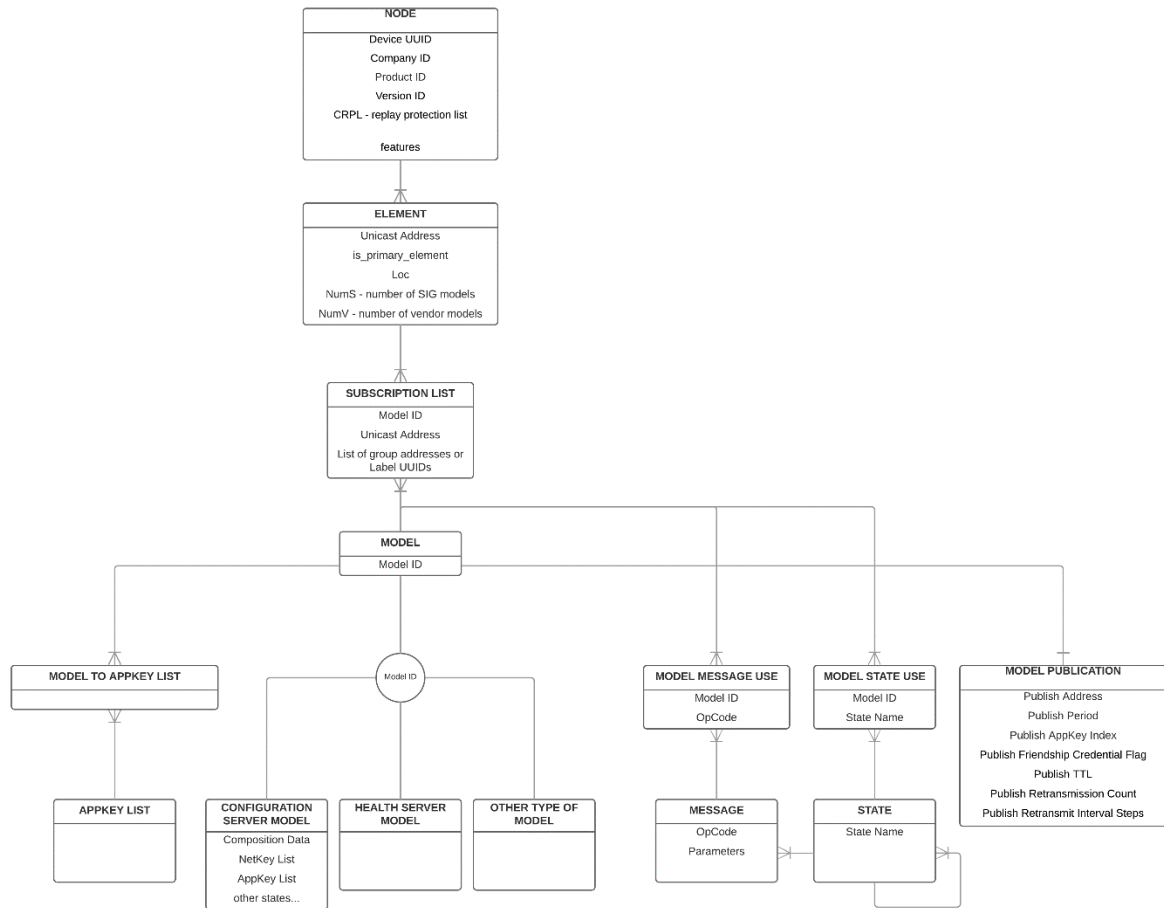 NODE
Device UUID
Company ID
Product ID
Version ID
CRPL - replay protection list
features
ELEMENT
Unicast Address
is_primary_element
Loc
NumS - number of SIG models
NumV - number of vendor models
SUBSCRIPTION LIST
Model ID
Unicast Address
List of group addresses or
Label UUIDs
MODEL
Model ID
MODEL TO APPKEY LIST
Model ID
MODEL MESSAGE USE
Model ID
OpCode
MODEL STATE USE
Model ID
State Name
MODEL PUBLICATION
Publish Address
Publish Period
Publish AppKey Index
Publish Friendship Credential Flag
Publish TTL
Publish Retransmission Count
Publish Retransmit Interval Steps
APPKEY LIST
CONFIGURATION
SERVER MODEL
Composition Data
NetKey List
AppKey List
other states...
HEALTH SERVER
MODEL
OTHER TYPE OF
MODEL
MESSAGE
OpCode
Parameters
STATE
State Name